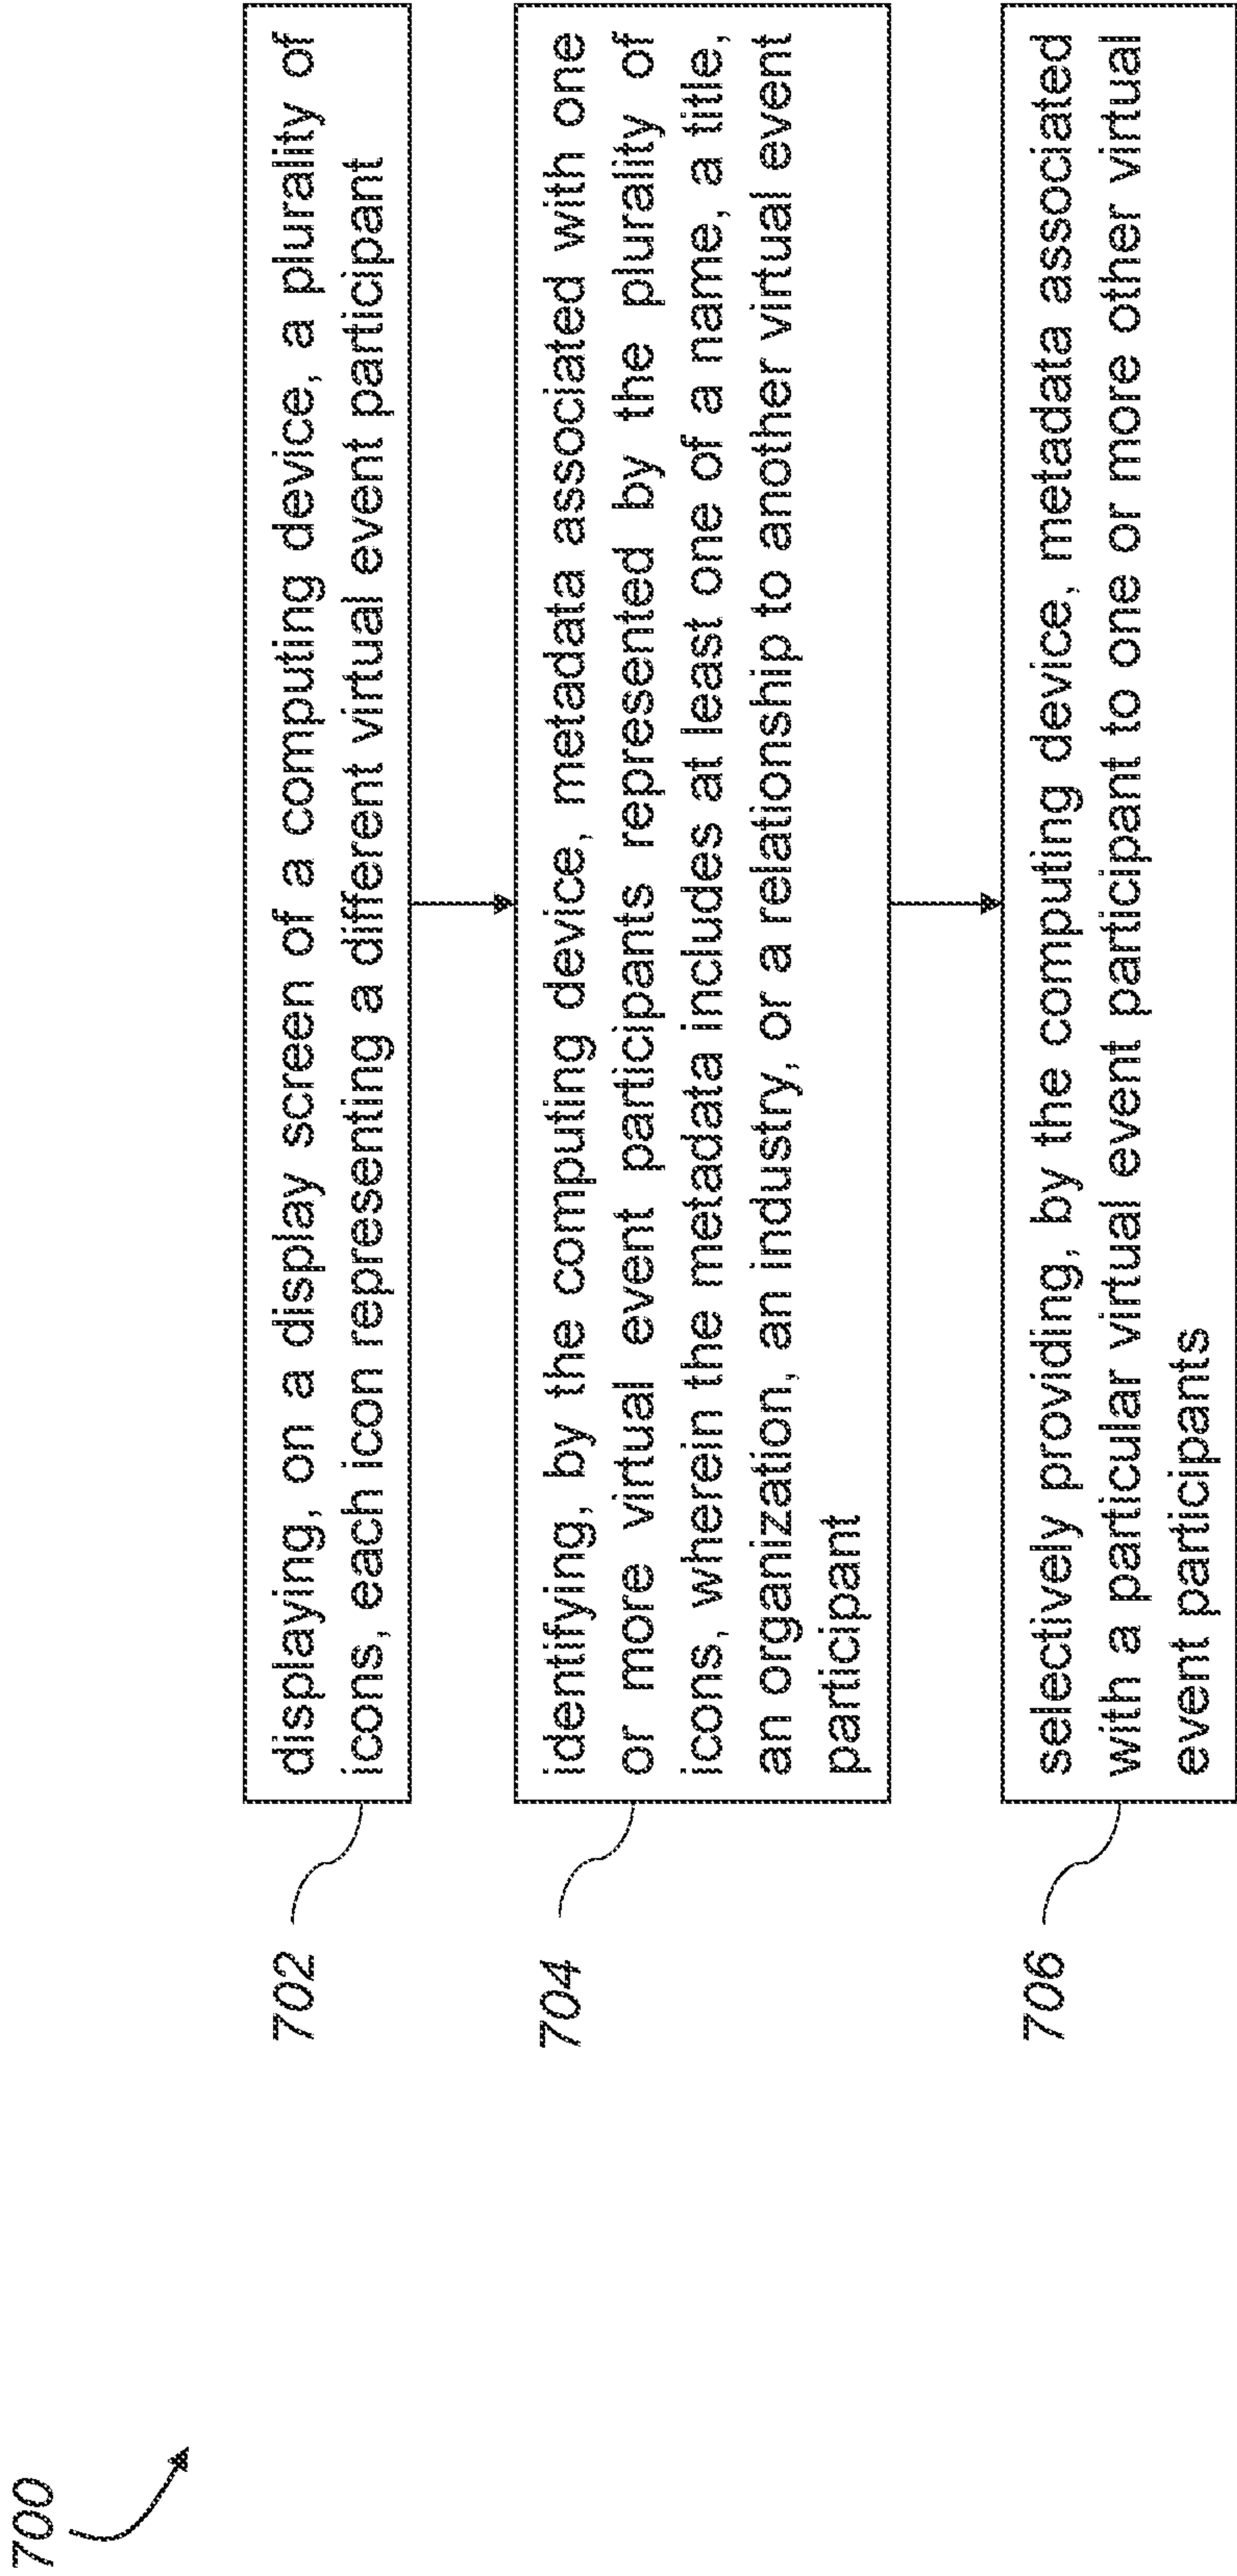 700
702
displaying, on a display screen of a computing device, a plurality of
icons, each icon representing a different virtual event participant
704
identifying, by the computing device, metadata associated with one
or more virtual event participants represented by the plurality of
icons, wherein the metadata includes at least one of a name, a title,
an organization, an industry, or a relationship to another virtual event
participant
706
selectively providing, by the computing device, metadata associated
with a particular virtual event participant to one or more other virtual
event participants